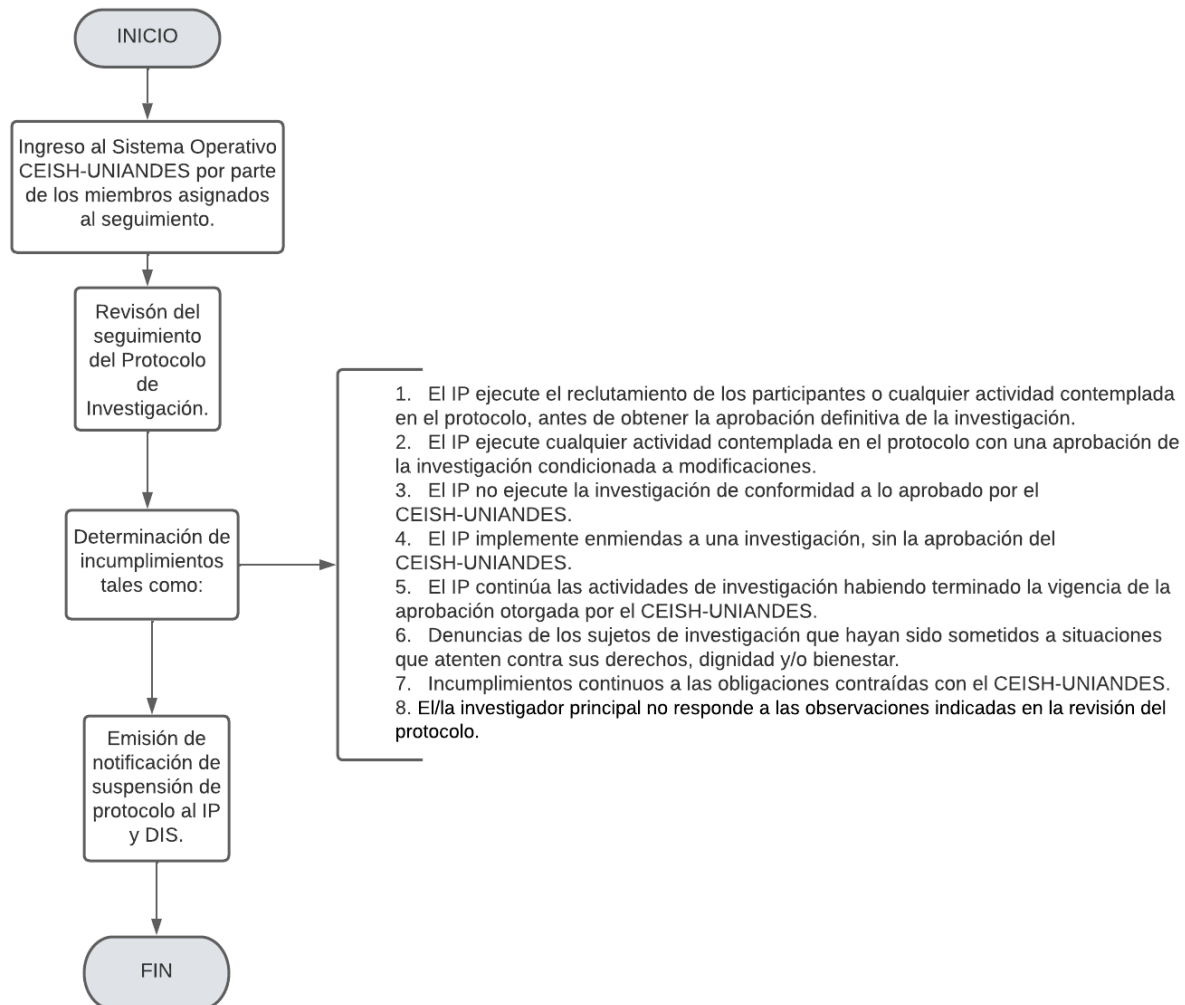 INICIO
Ingreso al Sistema Operativo
CEISH-UNIANDES por parte
de los miembros asignados
al seguimiento.
Revisón del
seguimiento
del Protocolo
de
Investigación.
Determinación de
incumplimientos
tales como:
1. El IP ejecute el reclutamiento de los participantes o cualquier actividad contemplada
en el protocolo, antes de obtener la aprobación definitiva de la investigación.
2. El IP ejecute cualquier actividad contemplada en el protocolo con una aprobación de
la investigación condicionada a modificaciones.
3. El IP no ejecute la investigación de conformidad a lo aprobado por el
CEISH-UNIANDES.
4. El IP implemente enmiendas a una investigación, sin la aprobación del
CEISH-UNIANDES.
5. El IP continúa las actividades de investigación habiendo terminado la vigencia de la
aprobación otorgada por el CEISH-UNIANDES.
6. Denuncias de los sujetos de investigación que hayan sido sometidos a situaciones
que atenten contra sus derechos, dignidad y/o bienestar.
7. Incumplimientos continuos a las obligaciones contraídas con el CEISH-UNIANDES.
8. El/la investigador principal no responde a las observaciones indicadas en la revisión del
protocolo.
Emisión de
notificación de
suspensión de
protocolo al IP
y DIS.
FIN